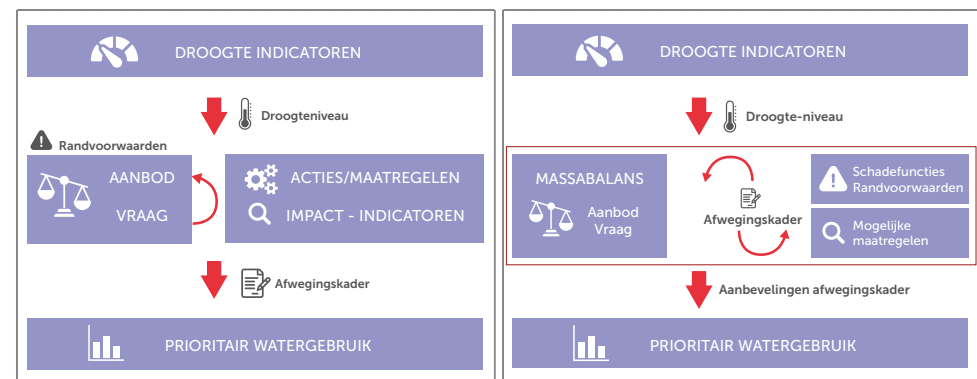 DROOGTE INDICATOREN
Droogteniveau
Randvoorwaarden
AANBOD
VRAAG
ACTIES/MAATREGELEN
IMPACT - INDICATOREN
Afwegingskader
PRIORITAIR WATERGEBRUIK
DROOGTE INDICATOREN
Droogte-niveau
MASSABALANS
Aanbod
Vraag
Afwegingskader
Schadefuncties
Randvoorwaarden
Mogelijke
maatregelen
Aanbevelingen afwegingskader
PRIORITAIR WATERGEBRUIK